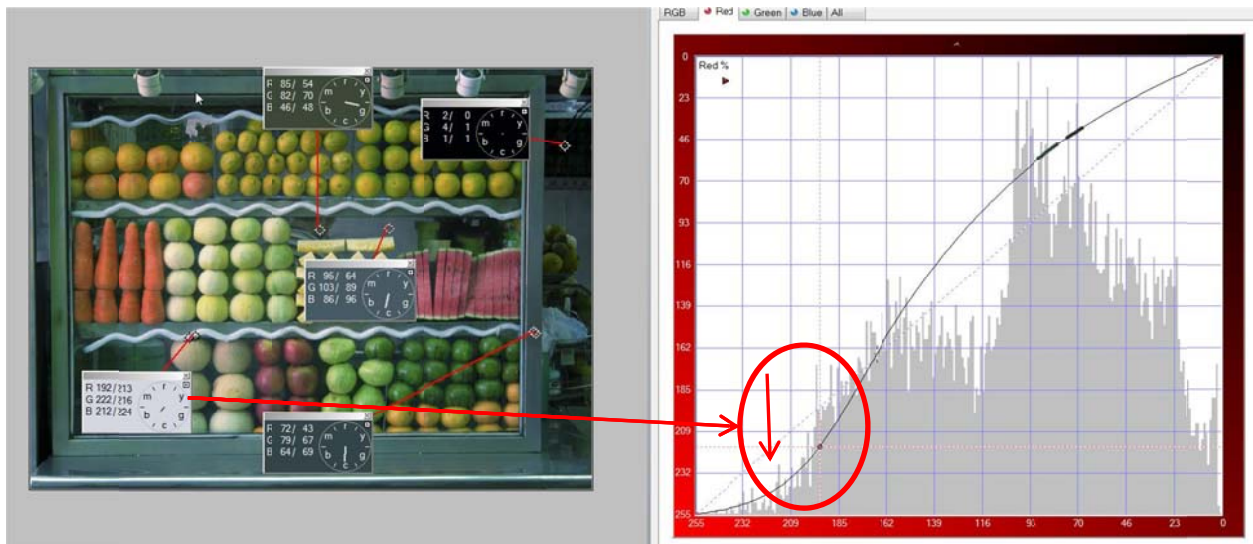 RGB Red Green Blue All
Red %
0
23
46
70
93
116
139
162
185
209
232
255
255 232 209 185 162 139 116 93 70 46 23 0
R 85/ 54
G 82/ 70
B 46/ 48
m r y g c b
R 2/ 0
G 4/ 1
B 1/ 1
m r y g c b
R 96/ 64
G 103/ 89
B 86/ 96
m r y g c b
R 192/213
G 222/216
B 212/224
m r y g c b
R 72/ 43
G 79/ 67
B 64/ 69
m r y g c b